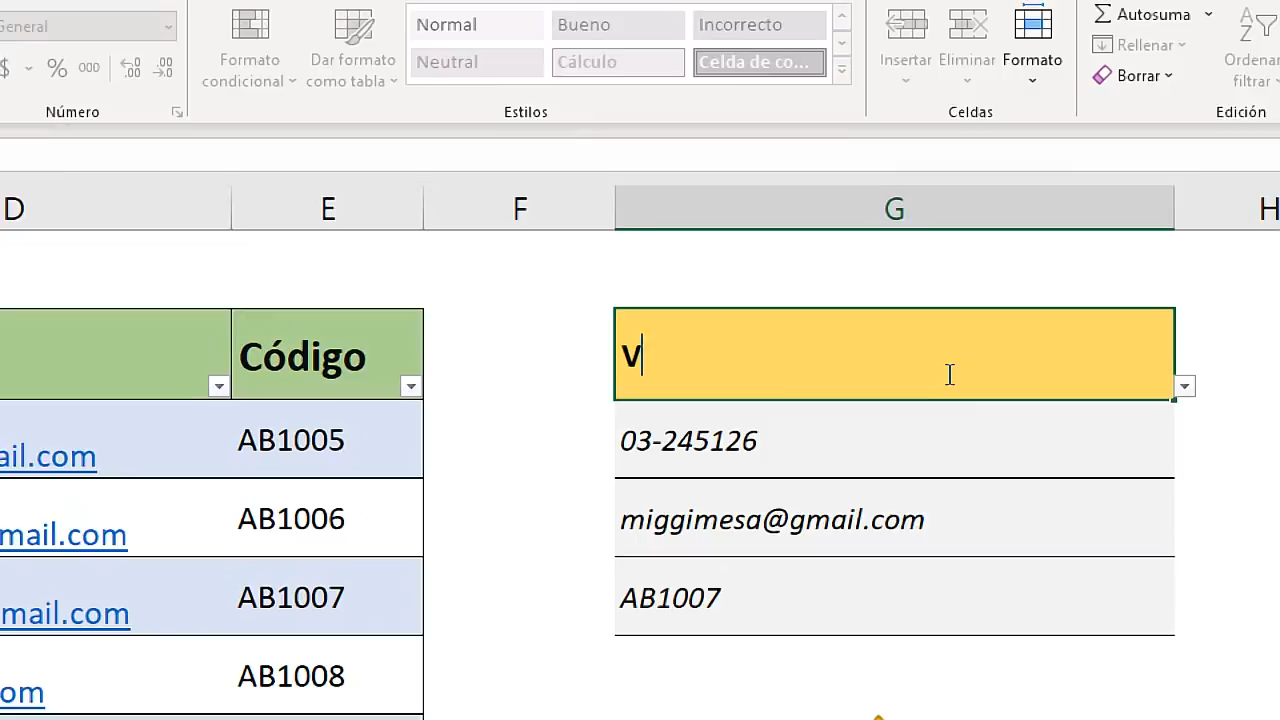 General
Normal
Bueno
Incorrecto
Neutral
Cálculo
Celda de co...
Formato
condicional
Dar formato
como tabla
Insertar
Eliminar
Formato
Autosuma
Rellenar
Borrar
Ordenar
filtrar
$ % 000
Número
Estilos
Celdas
Edición
D E F G H
Código
V
ail.com AB1005 03-245126
mail.com AB1006 miggimesa@gmail.com
mail.com AB1007 AB1007
om AB1008